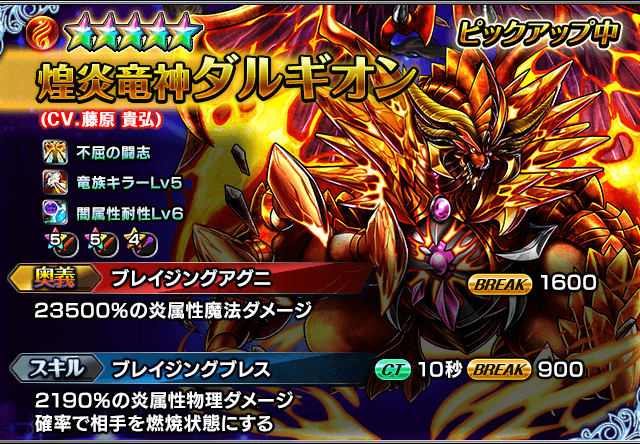 ピックアップ中
煌炎竜神ダルギオン
(CV.藤原 貴弘)
不屈の闘志
竜族キラーLv5
闇属性耐性Lv6
5 5 4
奥義 ブレイジングアグニ BREAK 1600
23500%の炎属性魔法ダメージ
スキル ブレイジングブレス CT 10秒 BREAK 900
2190%の炎属性物理ダメージ
確率で相手を燃焼状態にする